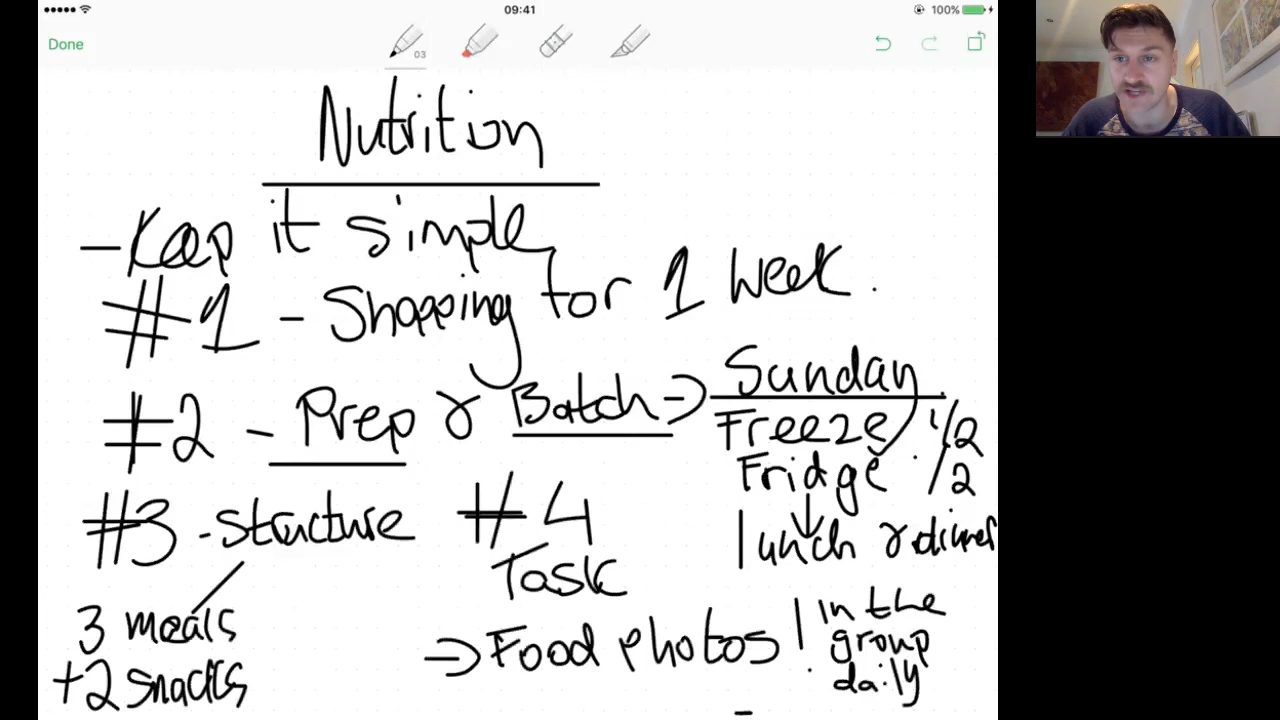 09:41
100%
Done
03
Nutrition
- Keep it simple
#1 - Shopping for 1 week.
#2 - Prep & Batch => Sunday
Freeze 1/2
Fridge 1/2
lunch & dinner
#3 - structure
3 meals
+2 snacks
#4
Task
=> Food photos! in the
group
daily